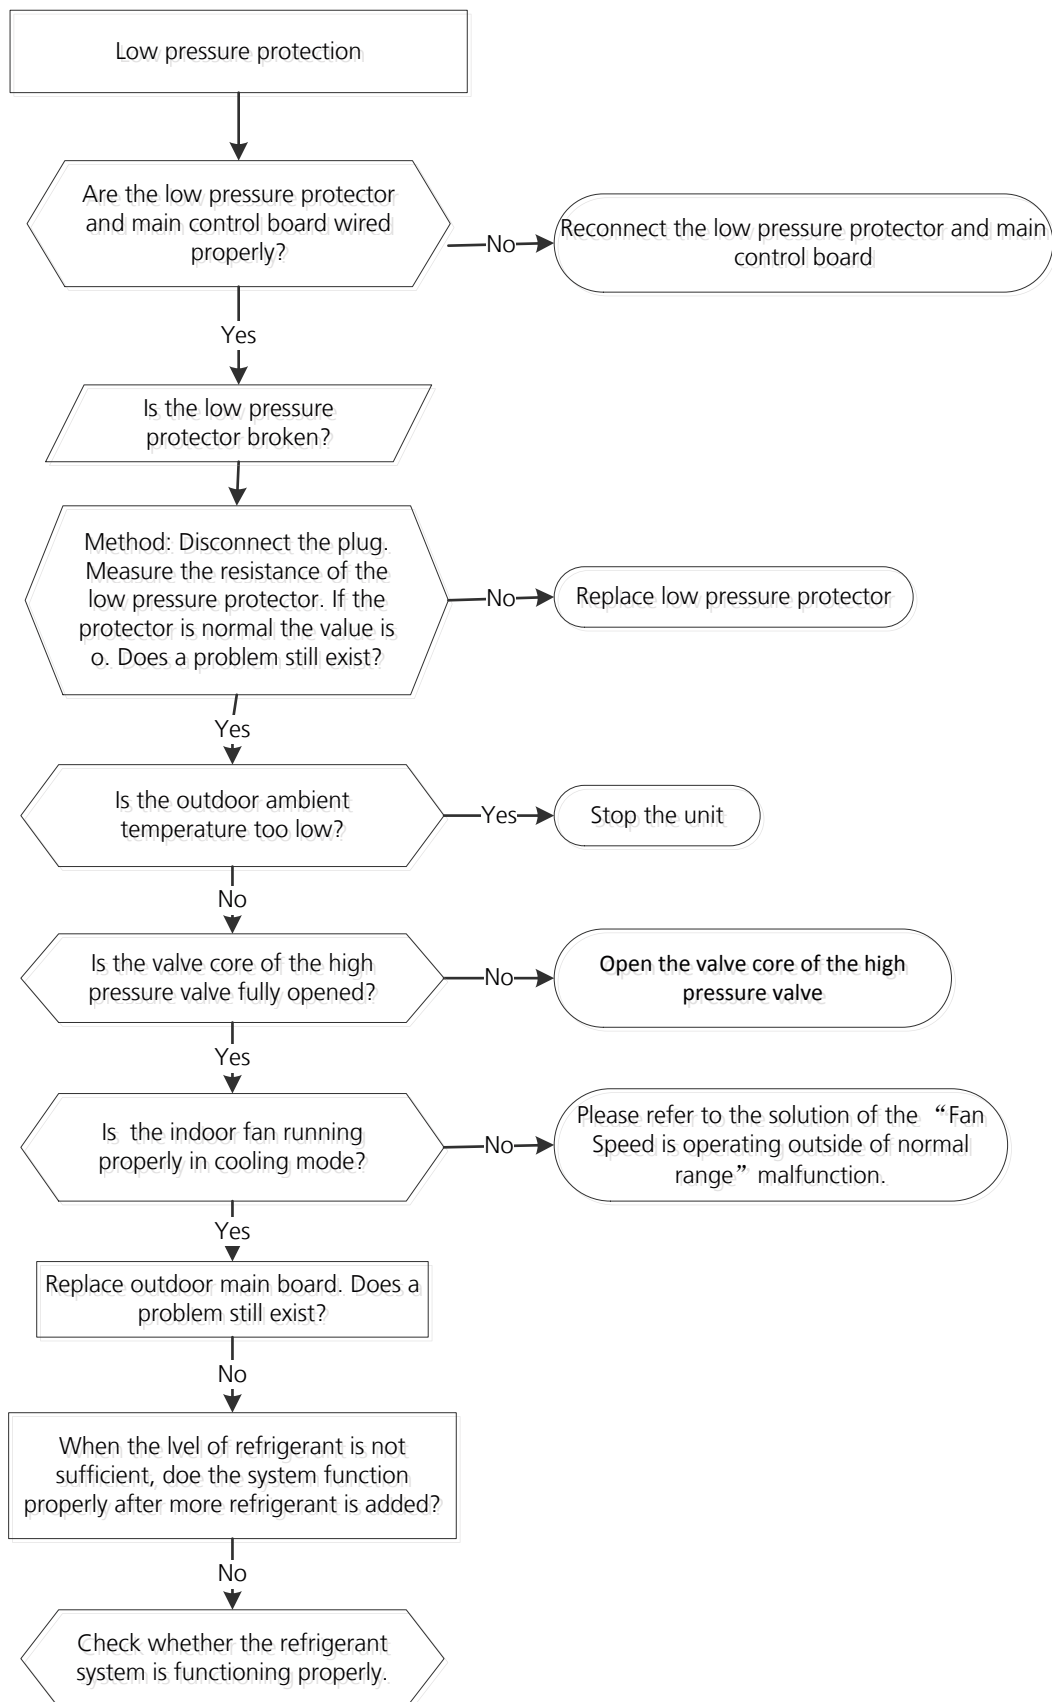 Low pressure protection
Are the low pressure protector
and main control board wired
properly?
No
Reconnect the low pressure protector and main
control board
Yes
Is the low pressure
protector broken?
Method: Disconnect the plug.
Measure the resistance of the
low pressure protector. If the
protector is normal the value is
o. Does a problem still exist?
No
Replace low pressure protector
Yes
Is the outdoor ambient
temperature too low?
Yes
Stop the unit
No
Is the valve core of the high
pressure valve fully opened?
No
Open the valve core of the high
pressure valve
Yes
Is the indoor fan running
properly in cooling mode?
No
Please refer to the solution of the “Fan
Speed is operating outside of normal
range” malfunction.
Yes
Replace outdoor main board. Does a
problem still exist?
No
When the lvel of refrigerant is not
sufficient, doe the system function
properly after more refrigerant is added?
No
Check whether the refrigerant
system is functioning properly.